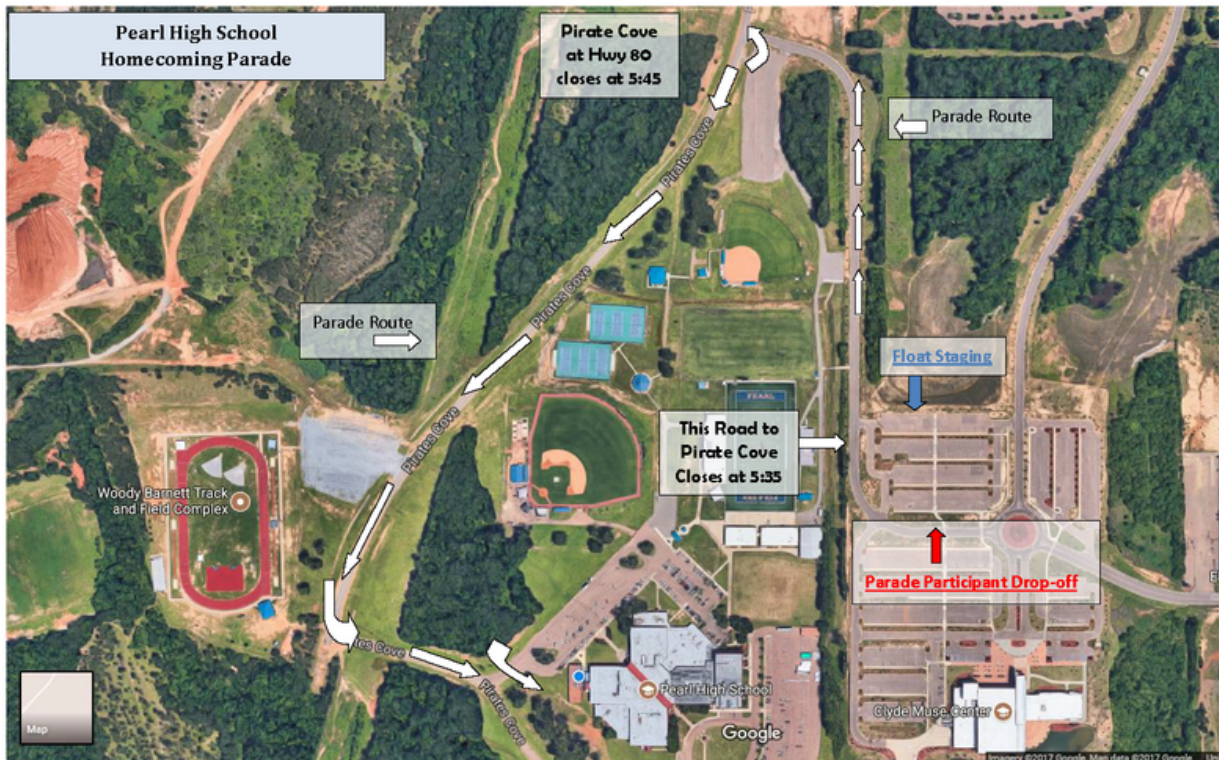 Pearl High School
Homecoming Parade
Pirate Cove
at Hwy 80
closes at 5:45
Parade Route
Pirates Cove
Pirates Cove
Parade Route
Float Staging
PEARL
This Road to
Pirate Cove
Closes at 5:35
Pirates Cove
Woody Barnett Track
and Field Complex
Parade Participant Drop-off
les Cove
Pirates Cove
Pearl High School
Clyde Muse Center
Map
Google
Imagery ©2017 Google, Map data ©2017 Google